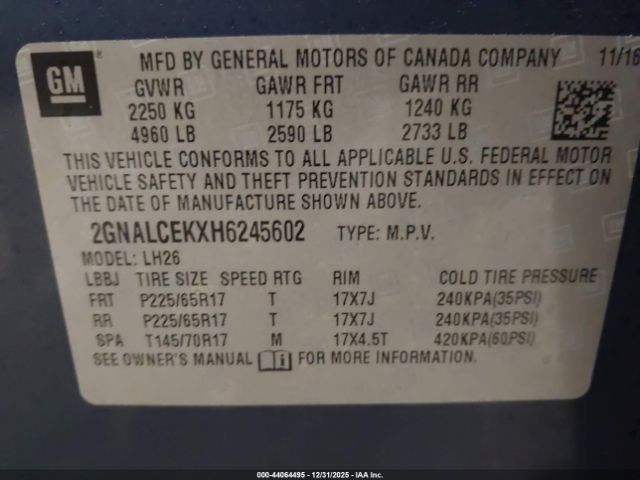 GM
MFD BY GENERAL MOTORS OF CANADA COMPANY 11/16
GVWR GAWR FRT GAWR RR
2250 KG 1175 KG 1240 KG
4960 LB 2590 LB 2733 LB
THIS VEHICLE CONFORMS TO ALL APPLICABLE U.S. FEDERAL MOTOR
VEHICLE SAFETY AND THEFT PREVENTION STANDARDS IN EFFECT ON
THE DATE OF MANUFACTURE SHOWN ABOVE.
2GNALCEKXH6245602 TYPE: M.P.V.
MODEL: LH26
LBBJ TIRE SIZE SPEED RTG RIM COLD TIRE PRESSURE
FRT P225/65R17 T 17X7J 240KPA(35PSI)
RR P225/65R17 T 17X7J 240KPA(35PSI)
SPA T145/70R17 M 17X4.5T 420KPA(60PSI)
SEE OWNER'S MANUAL i FOR MORE INFORMATION.
000-44064495 - 12/31/2025 - IAA Inc.